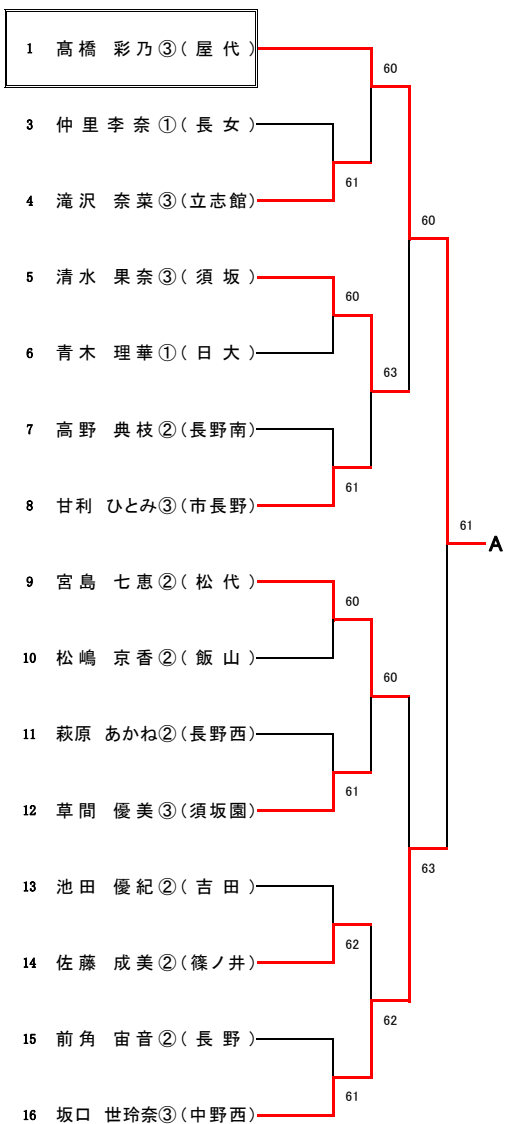 1 髙橋 彩乃③(屋代)
60
3 仲里李奈①(長女)
61
4 滝沢 奈菜③(立志館)
60
5 清水 果奈③(須坂)
60
6 青木 理華①(日大)
63
7 高野 典枝②(長野南)
61
8 甘利 ひとみ③(市長野)
61 A
9 宮島 七恵②(松代)
60
10 松嶋 京香②(飯山)
60
11 萩原 あかね②(長野西)
61
12 草間 優美③(須坂園)
63
13 池田 優紀②(吉田)
62
14 佐藤 成美②(篠ノ井)
62
15 前角 宙音②(長野)
61
16 坂口 世玲奈③(中野西)